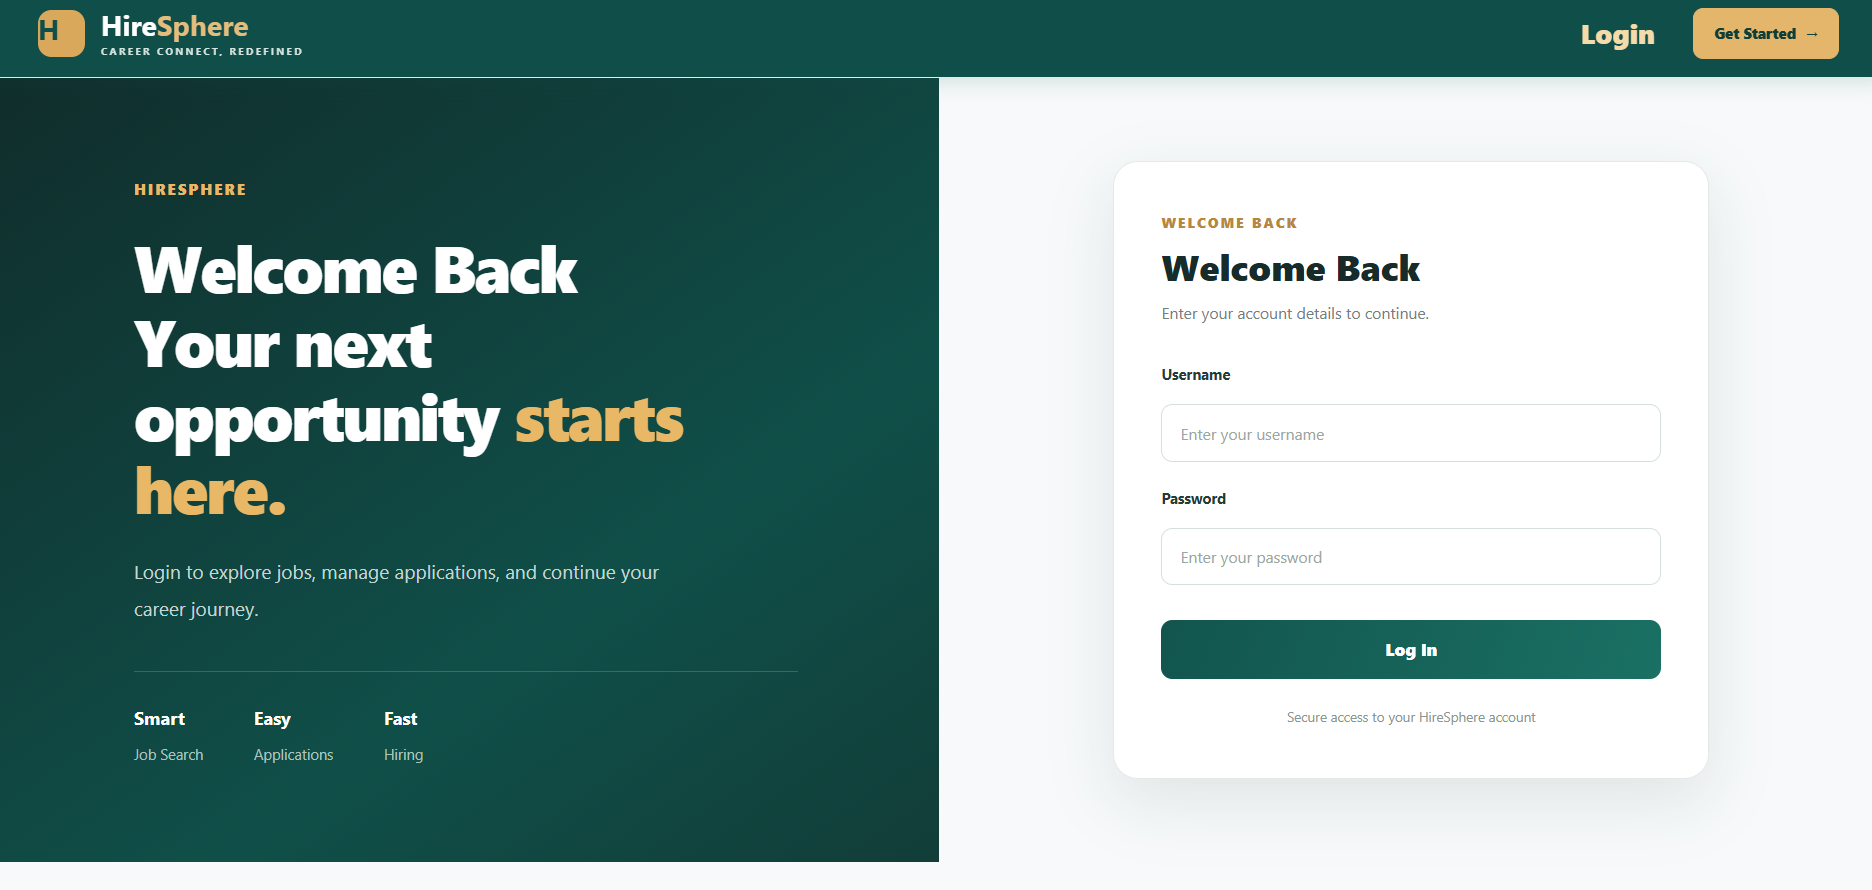 H
HireSphere
CAREER CONNECT, REDEFINED
Login
Get Started →
HIRESPHERE
Welcome Back
Your next
opportunity starts
here.
Login to explore jobs, manage applications, and continue your
career journey.
Smart
Job Search
Easy
Applications
Fast
Hiring
WELCOME BACK
Welcome Back
Enter your account details to continue.
Username
Enter your username
Password
Enter your password
Log In
Secure access to your HireSphere account